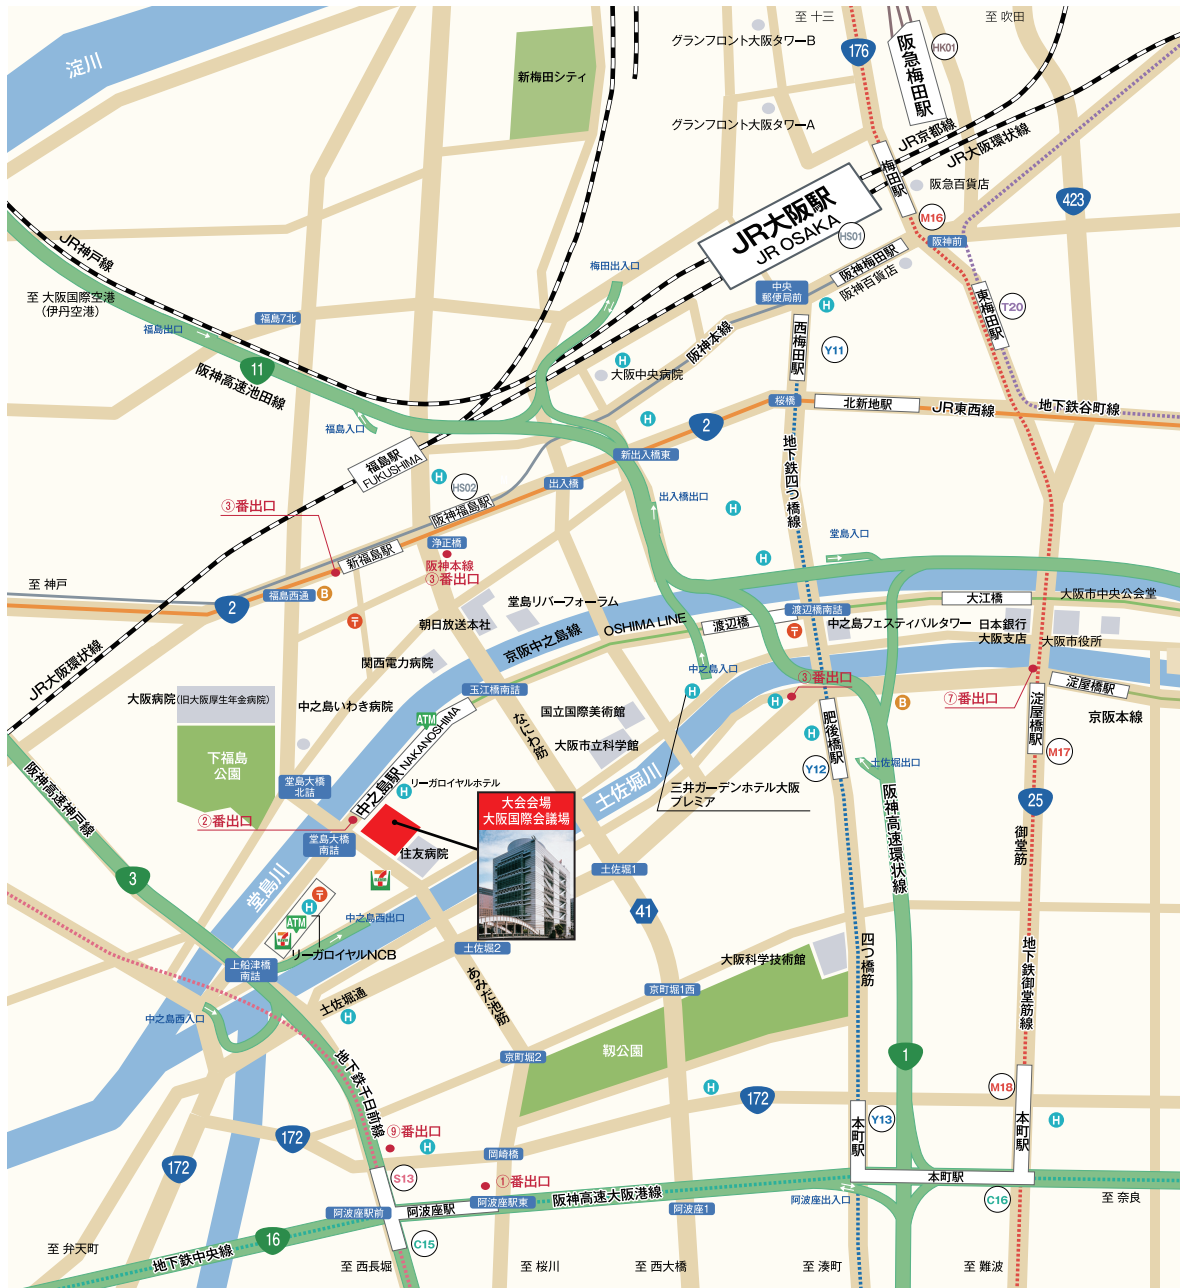 至 十三
至 吹田
グランフロント大阪タワーB
176
阪急梅田駅
HK01
淀川
新梅田シティ
グランフロント大阪タワーA
JR京都線
JR大阪環状線
梅田駅
阪急百貨店
423
M16
JR大阪駅
JR OSAKA
HS01
阪神前
阪神梅田駅
阪神百貨店
JR神戸線
梅田出入口
中央
郵便局前
H
東梅田駅
T20
至 大阪国際空港
(伊丹空港)
福島7北
福島出口
阪神本線
西梅田駅
Y11
11
阪神高速池田線
H
大阪中央病院
桜橋
北新地駅
JR東西線
地下鉄谷町線
福島入口
H
2
地下鉄四つ橋線
福島駅
FUKUSHIMA
新出入橋東
H
HS02
出入橋
出入橋出口
③番出口
阪神福島駅
H
堂島入口
浄正橋
新福島駅
阪神本線
③番出口
H
至 神戸
2
福島西通
B
〒
堂島リバーフォーラム
朝日放送本社
京阪中之島線
OSHIMA LINE
渡辺橋
渡辺橋南詰
〒
大江橋
大阪市中央公会堂
中之島フェスティバルタワー
日本銀行
大阪支店
大阪市役所
JR大阪環状線
関西電力病院
中之島入口
③番出口
淀屋橋駅
大阪病院(旧大阪厚生年金病院)
中之島いわき病院
玉江橋南詰
H
H
B
⑦番出口
京阪本線
ATM
なにわ筋
国立国際美術館
大阪市立科学館
肥後橋駅
H
淀屋橋駅
M17
下福島
公園
中之島駅 NAKANOSHIMA
Y12
土佐堀出口
阪神高速神戸線
堂島大橋
北詰
H
リーガロイヤルホテル
土佐堀川
三井ガーデンホテル大阪
プレミア
阪神高速環状線
25
②番出口
大会会場
大阪国際会議場
御堂筋
堂島大橋
南詰
住友病院
3
堂島川
土佐堀1
〒
H
ATM
中之島西出口
41
リーガロイヤルNCB
土佐堀2
四つ橋筋
地下鉄御堂筋線
上船津橋
南詰
大阪科学技術館
あみだ池筋
京町堀1西
土佐堀通
中之島西入口
H
靱公園
京町堀2
1
地下鉄千日前線
H
172
M18
172
⑨番出口
H
本町駅
Y13
本町駅
H
172
岡崎橋
S13
①番出口
本町駅
阿波座駅前
阿波座駅
阿波座駅東
阪神高速大阪港線
阿波座1
阿波座出入口
C16
至 奈良
16
C15
至 弁天町
地下鉄中央線
至 西長堀
至 桜川
至 西大橋
至 湊町
至 難波